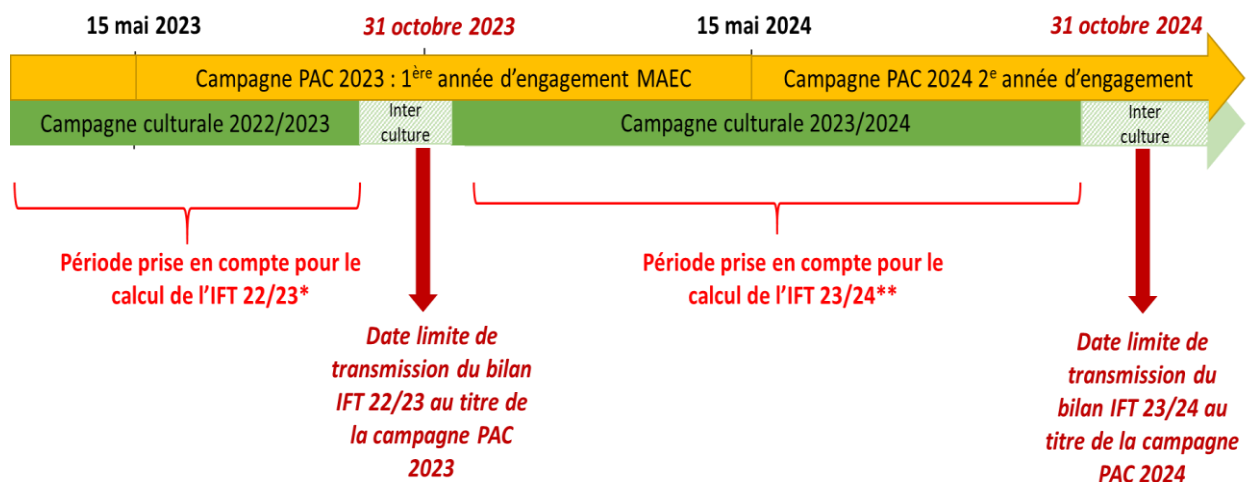 15 mai 2023
31 octobre 2023
15 mai 2024
31 octobre 2024
Campagne PAC 2023 : 1ère année d’engagement MAEC
Campagne PAC 2024 2e année d’engagement
Campagne culturale 2022/2023
Inter
culture
Campagne culturale 2023/2024
Inter
culture
Période prise en compte pour le
calcul de l’IFT 22/23*
Période prise en compte pour le
calcul de l’IFT 23/24**
Date limite de
transmission du bilan
IFT 22/23 au titre de
la campagne PAC
2023
Date limite de
transmission du
bilan IFT 23/24 au
titre de la campagne
PAC 2024